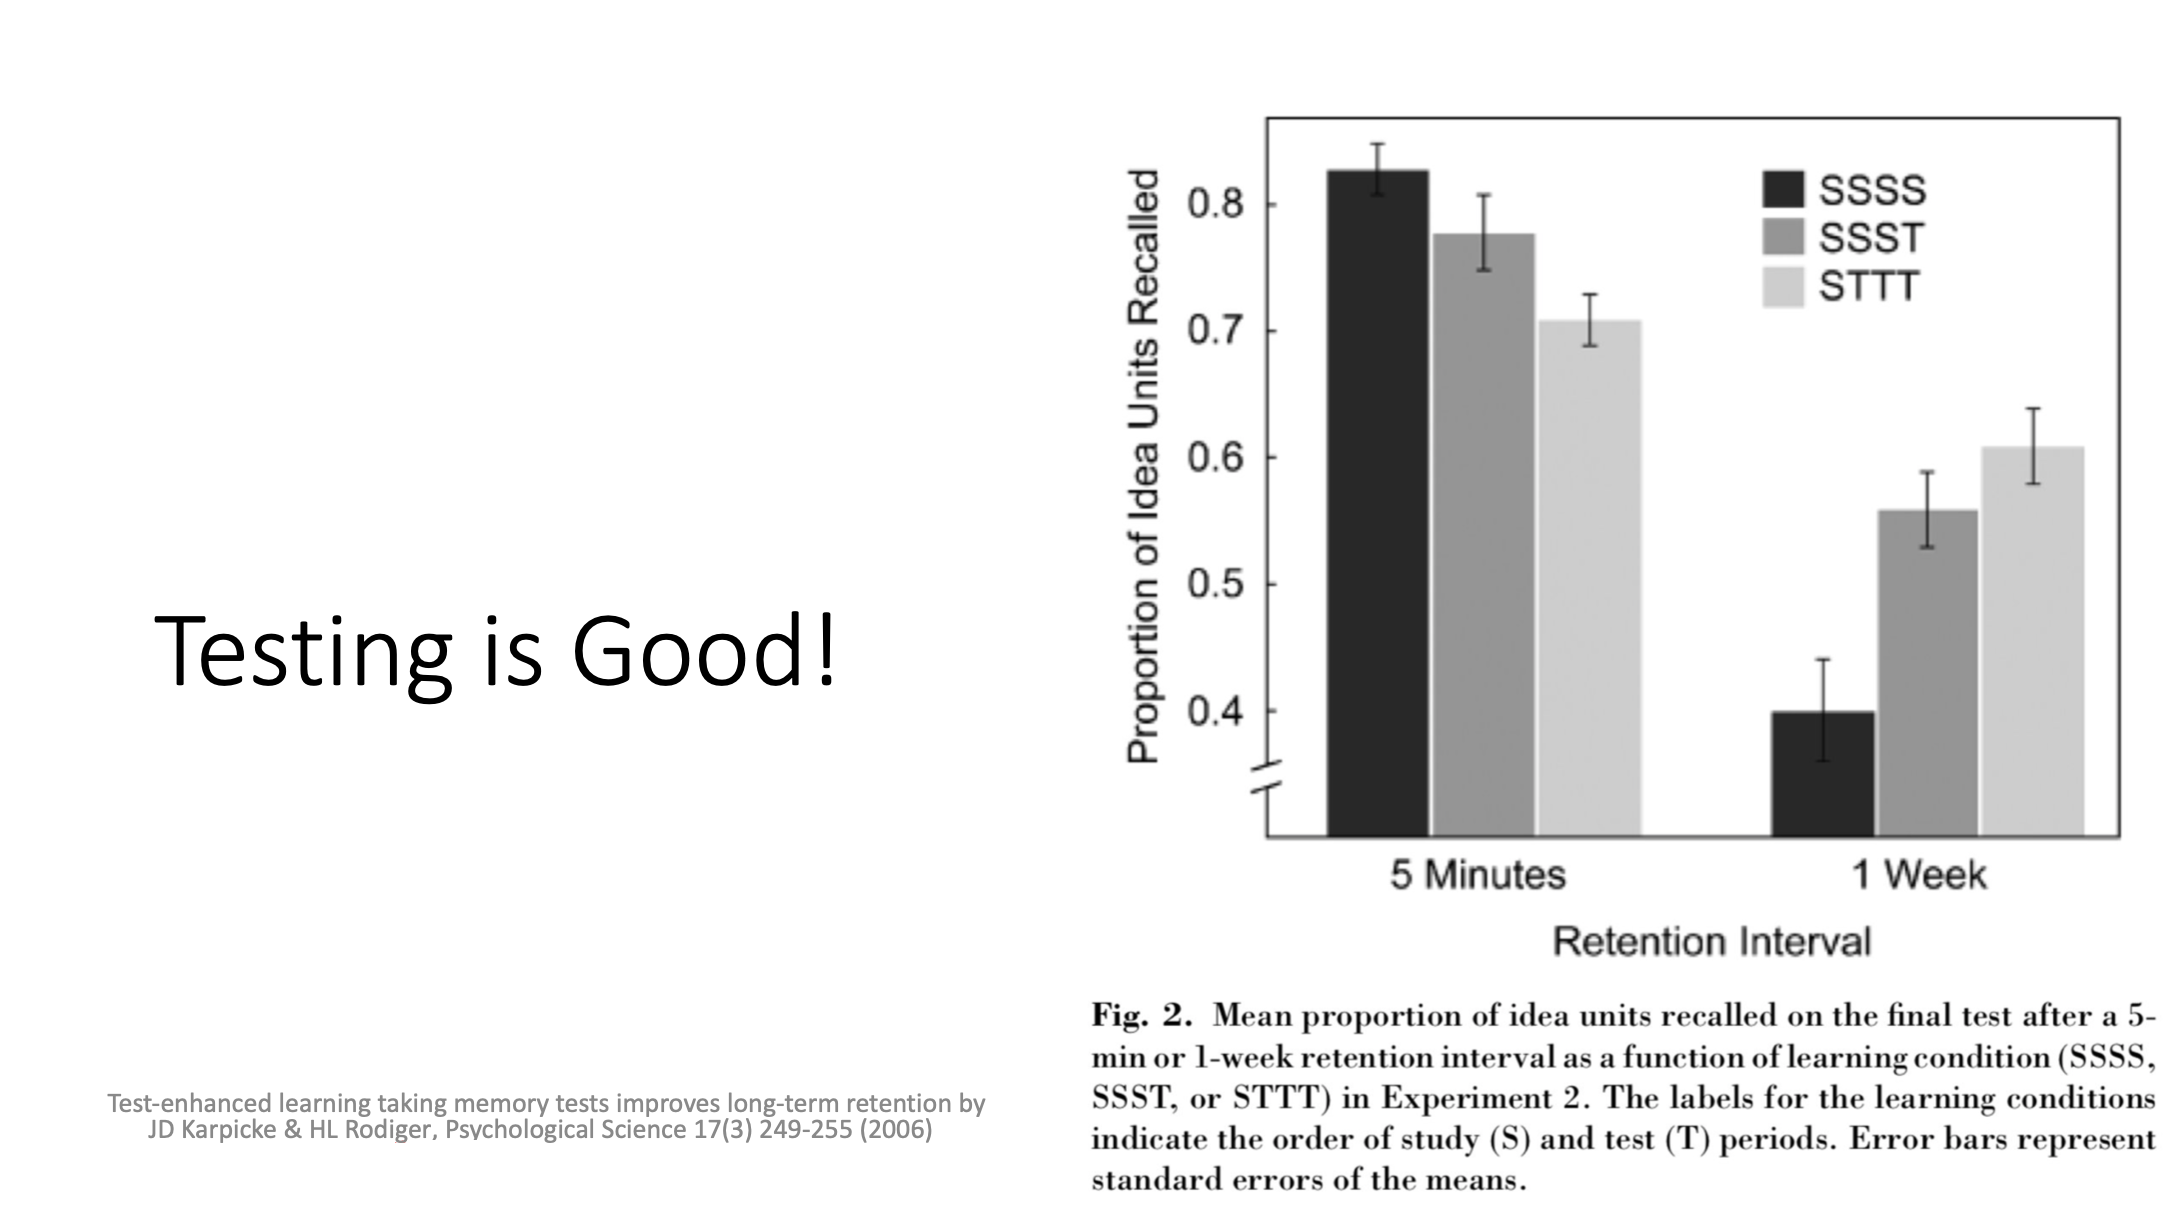 Testing is Good!
Test-enhanced learning taking memory tests improves long-term retention by
JD Karpicke & HL Rodiger, Psychological Science 17(3) 249-255 (2006)
Proportion of Idea Units Recalled
0.8
0.7
0.6
0.5
0.4
SSSS
SSST
STTT
5 Minutes
1 Week
Retention Interval
Fig. 2. Mean proportion of idea units recalled on the final test after a 5-
min or 1-week retention interval as a function of learning condition (SSSS,
SSST, or STTT) in Experiment 2. The labels for the learning conditions
indicate the order of study (S) and test (T) periods. Error bars represent
standard errors of the means.